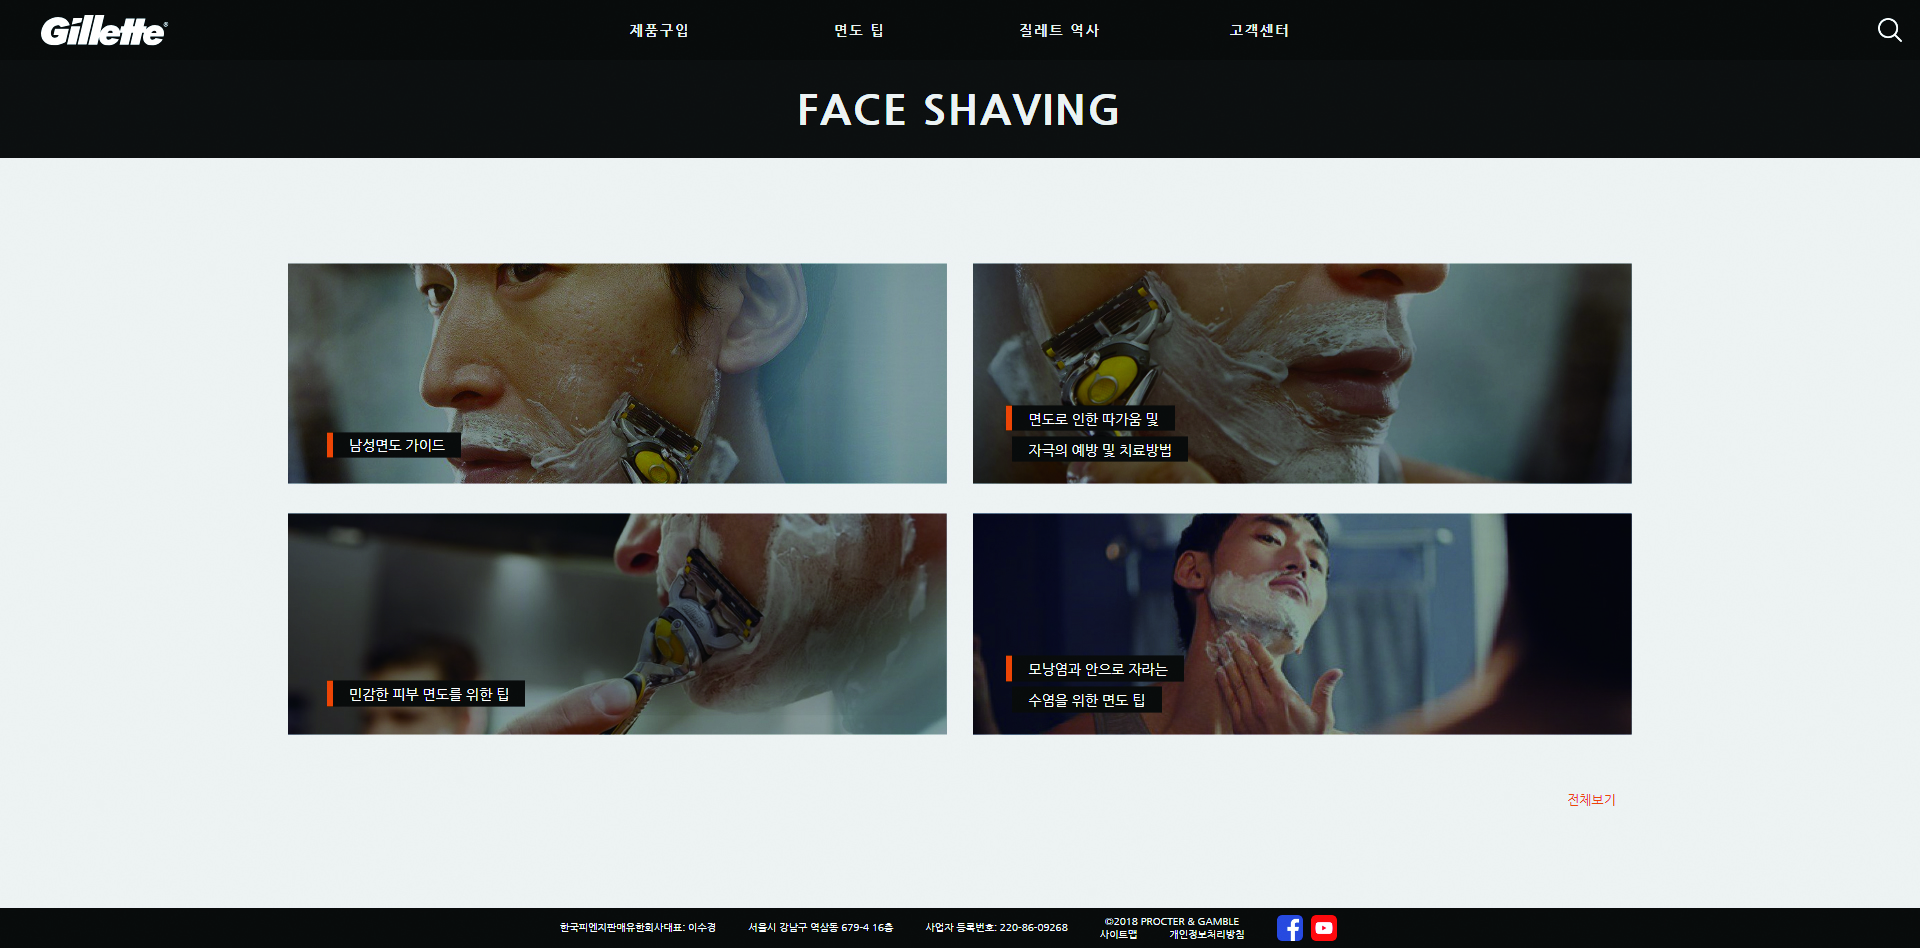 Gillette®
제품구입
면도 팁
질레트 역사
고객센터
FACE SHAVING
남성면도 가이드
면도로 인한 따가움 및
자극의 예방 및 치료방법
민감한 피부 면도를 위한 팁
모낭염과 안으로 자라는
수염을 위한 면도 팁
전체보기
한국피엔지판매유한회사대표: 이수경
서울시 강남구 역삼동 679-4 16층
사업자 등록번호: 220-86-09268
©2018 PROCTER & GAMBLE
사이트맵 개인정보처리방침